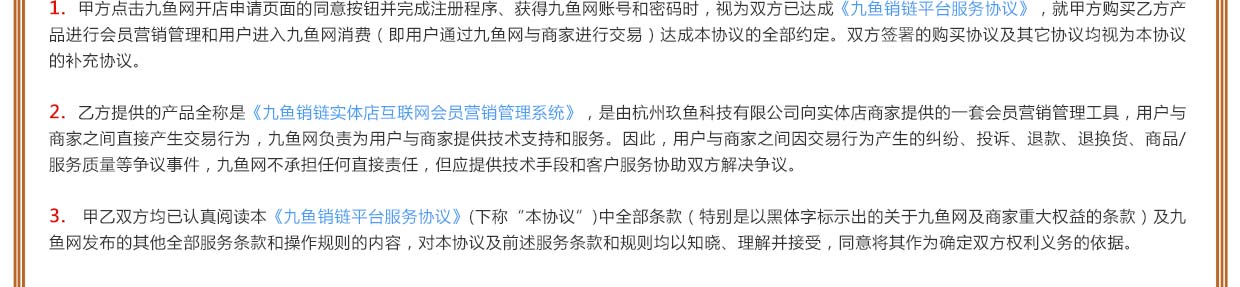 1. 甲方点击九鱼网开店申请页面的同意按钮并完成注册程序、获得九鱼网账号和密码时，视为双方已达成《九鱼销链平台服务协议》，就甲方购买乙方产
品进行会员营销管理和用户进入九鱼网消费（即用户通过九鱼网与商家进行交易）达成本协议的全部约定。双方签署的购买协议及其它协议均视为本协议
的补充协议。
2. 乙方提供的产品全称是《九鱼销链实体店互联网会员营销管理系统》，是由杭州玖鱼科技有限公司向实体店商家提供的一套会员营销管理工具，用户与
商家之间直接产生交易行为，九鱼网负责为用户与商家提供技术支持和服务。因此，用户与商家之间因交易行为产生的纠纷、投诉、退款、退换货、商品/
服务质量等争议事件，九鱼网不承担任何直接责任，但应提供技术手段和客户服务协助双方解决争议。
3. 甲乙双方均已认真阅读本《九鱼销链平台服务协议》(下称“本协议”)中全部条款（特别是以黑体字标示出的关于九鱼网及商家重大权益的条款）及九
鱼网发布的其他全部服务条款和操作规则的内容，对本协议及前述服务条款和规则均以知晓、理解并接受，同意将其作为确定双方权利义务的依据。